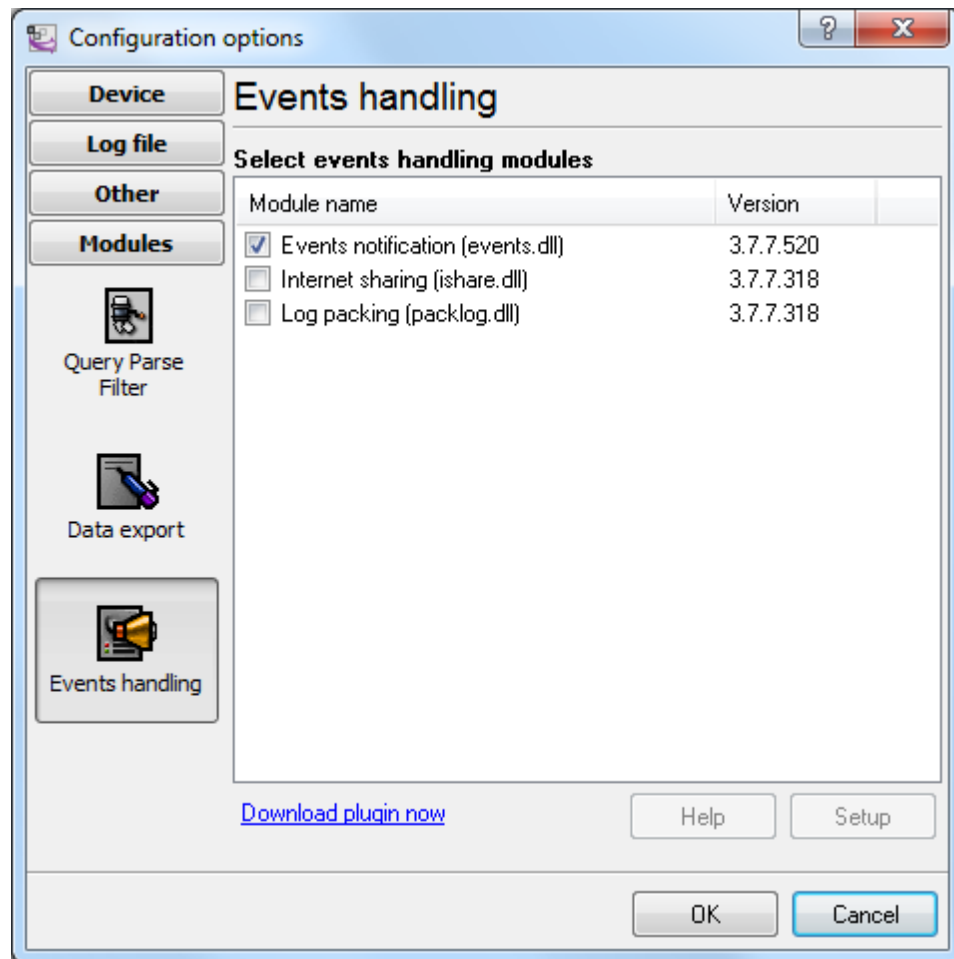 Configuration options
?
X
Device
Log file
Other
Modules
Query Parse
Filter
Data export
Events handling
Events handling
Select events handling modules
Module name Version
Events notification (events.dll) 3.7.7.520
Internet sharing (ishare.dll) 3.7.7.318
Log packing (packlog.dll) 3.7.7.318
Download plugin now
Help Setup
OK Cancel